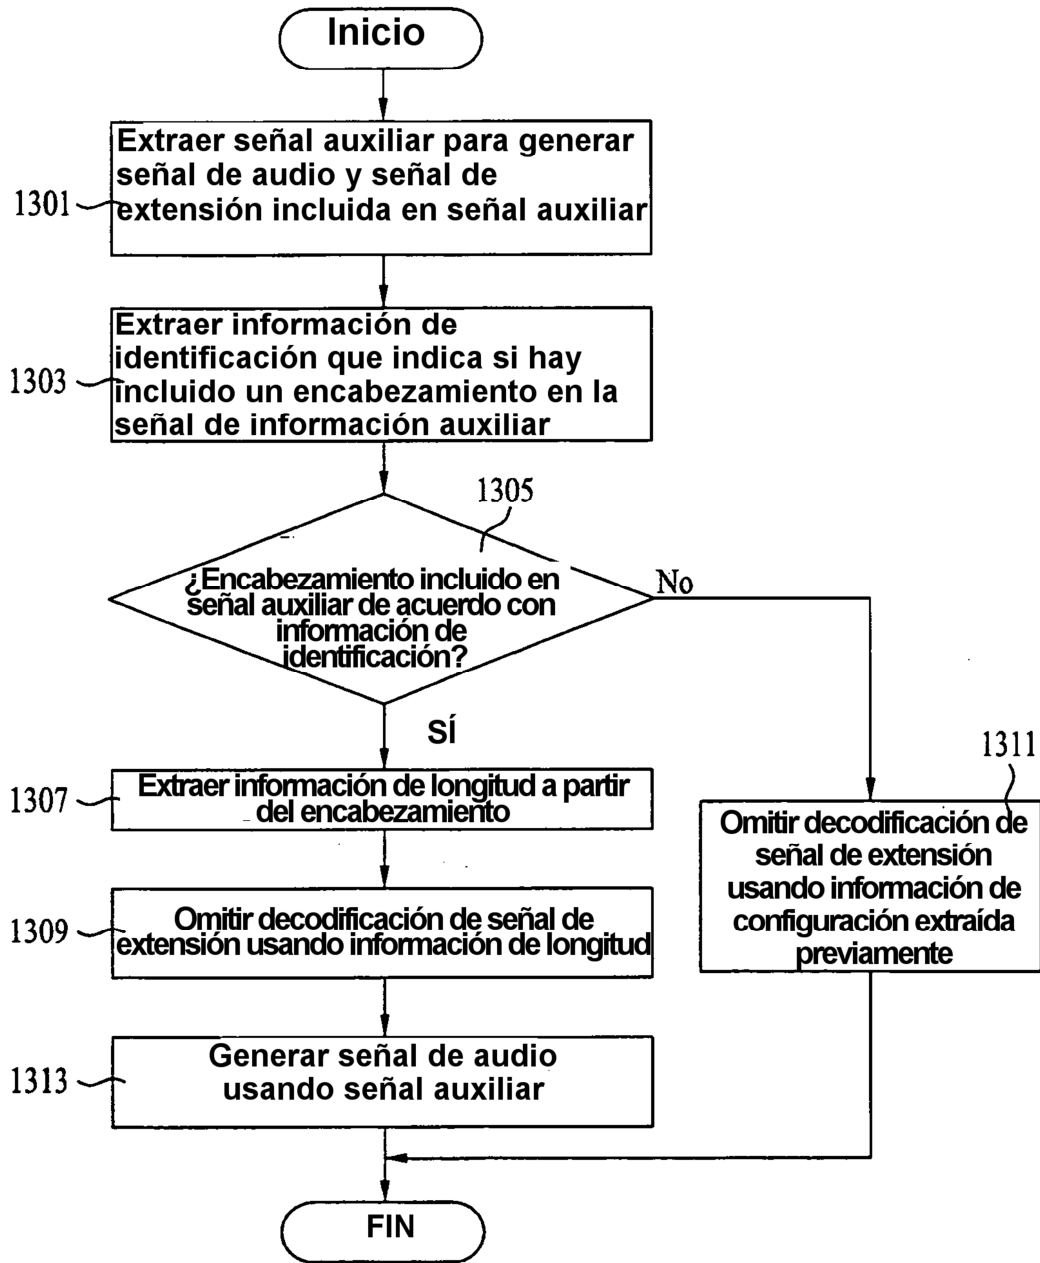 Inicio
Extraer señal auxiliar para generar
señal de audio y señal de
extensión incluida en señal auxiliar
1301
Extraer información de
identificación que indica si hay
incluido un encabezamiento en la
señal de información auxiliar
1303
1305
¿Encabezamiento incluido en
señal auxiliar de acuerdo con
información de
identificación?
No
SÍ
1307
Extraer información de longitud a partir
del encabezamiento
1311
Omitir decodificación de
señal de extensión
usando información de
configuración extraída
previamente
1309
Omitir decodificación de señal de
extensión usando información de longitud
1313
Generar señal de audio
usando señal auxiliar
FIN